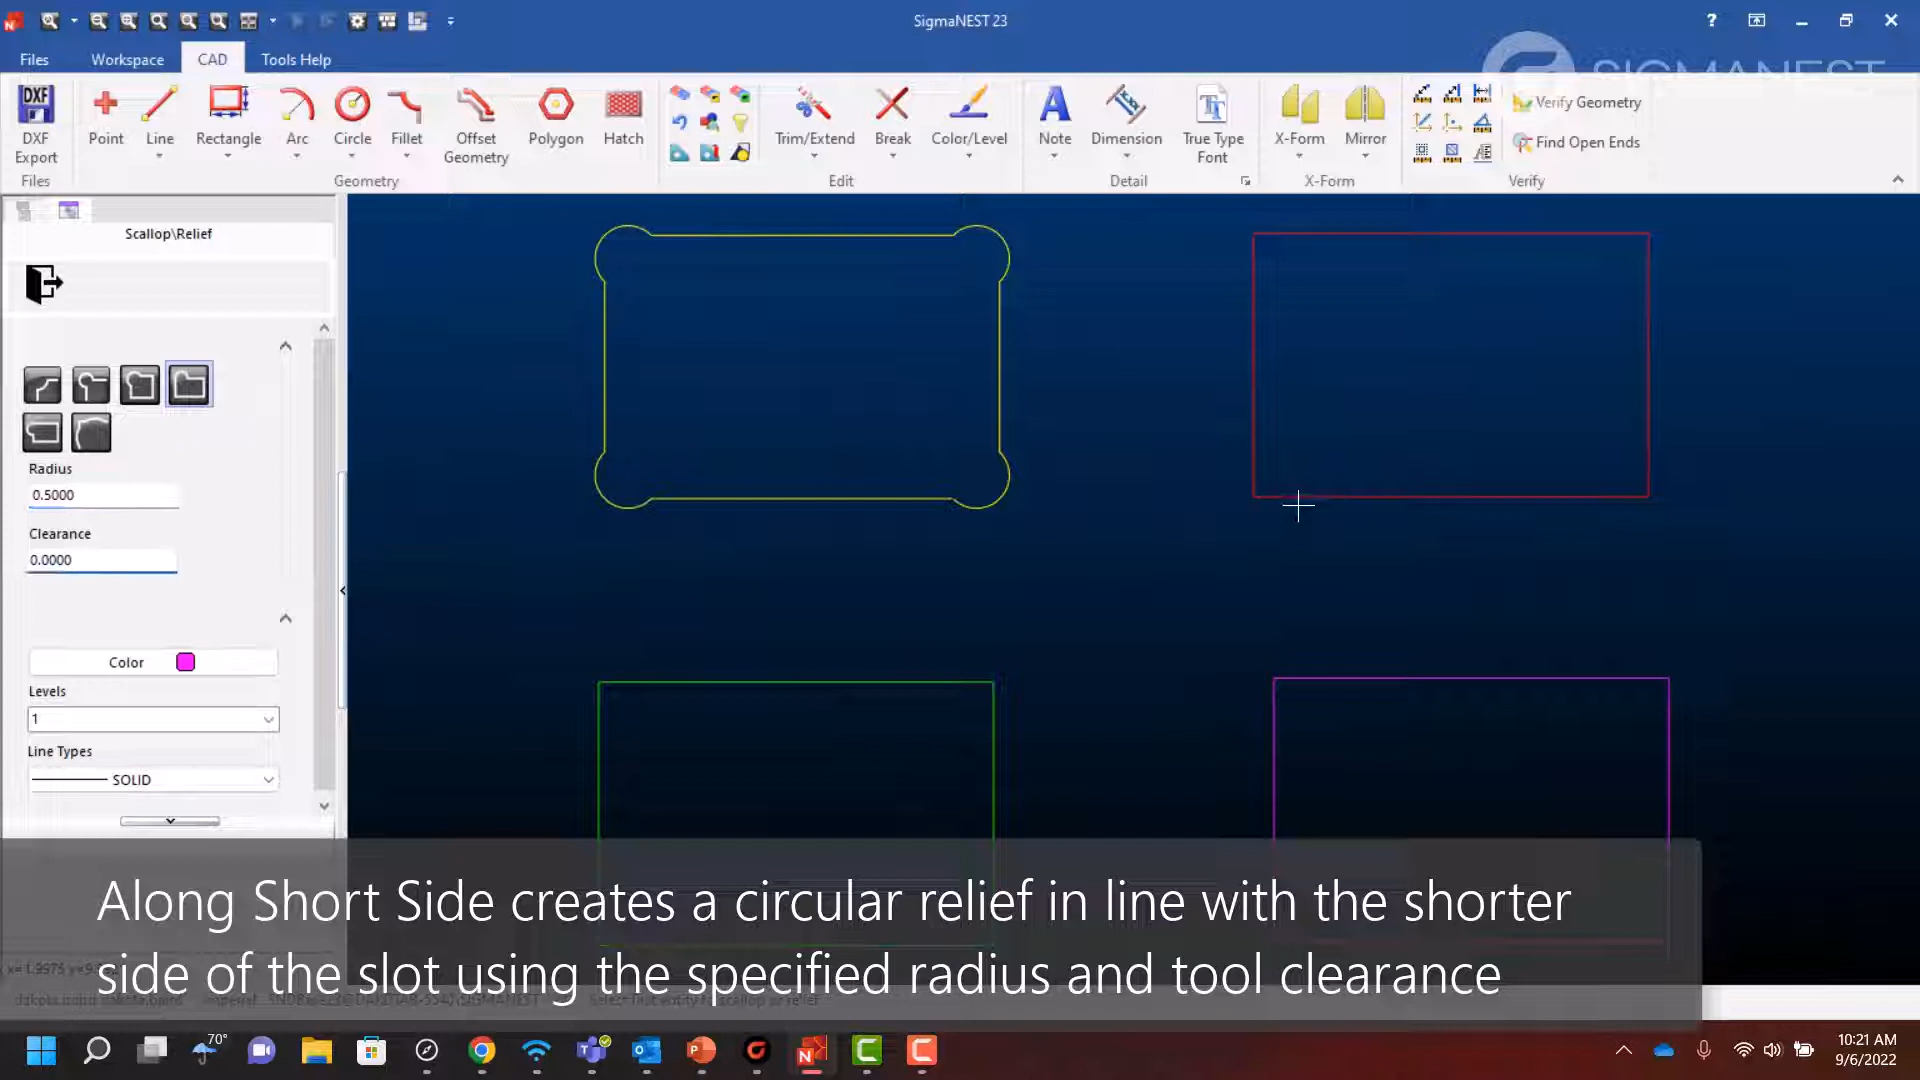 SigmaNEST 23
?
SIGMANEST
Files
Workspace
CAD
Tools Help
DXF
DXF Export
Point
Line
Rectangle
Arc
Circle
Fillet
Offset Geometry
Polygon
Hatch
Trim/Extend
Break
Color/Level
Note
Dimension
True Type Font
X-Form
Mirror
Verify Geometry
Find Open Ends
Files
Geometry
Edit
Detail
X-Form
Verify
Scallop\Relief
Radius
0.5000
Clearance
0.0000
Color
Levels
1
Line Types
SOLID
Along Short Side creates a circular relief in line with the shorter
side of the slot using the specified radius and tool clearance
70°
10:21 AM
9/6/2022